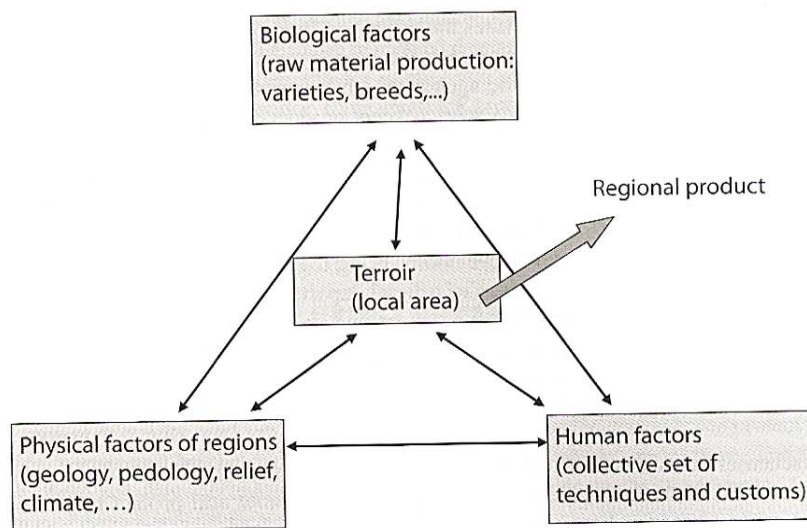 Biological factors
(raw material production:
varieties, breeds,...)
Regional product
Terroir
(local area)
Physical factors of regions
(geology, pedology, relief,
climate, ...)
Human factors
(collective set of
techniques and customs)